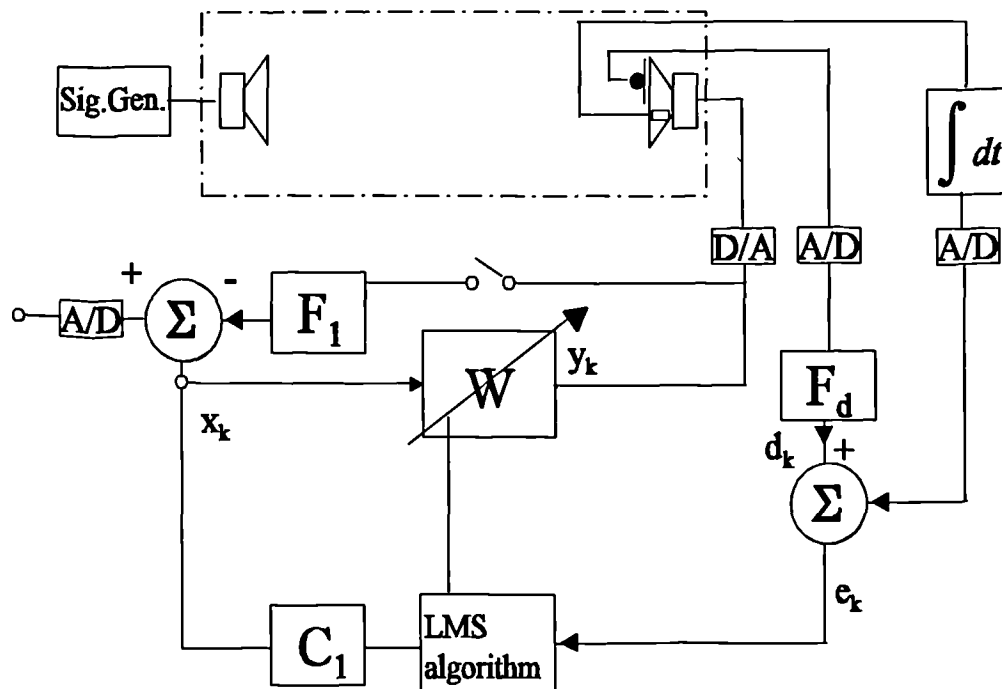 Sig.Gen.
∫ dt
D/A
A/D
A/D
+
-
A/D
Σ
F₁
W
yₖ
xₖ
F_d
dₖ
+
Σ
eₖ
C₁
LMS
algorithm